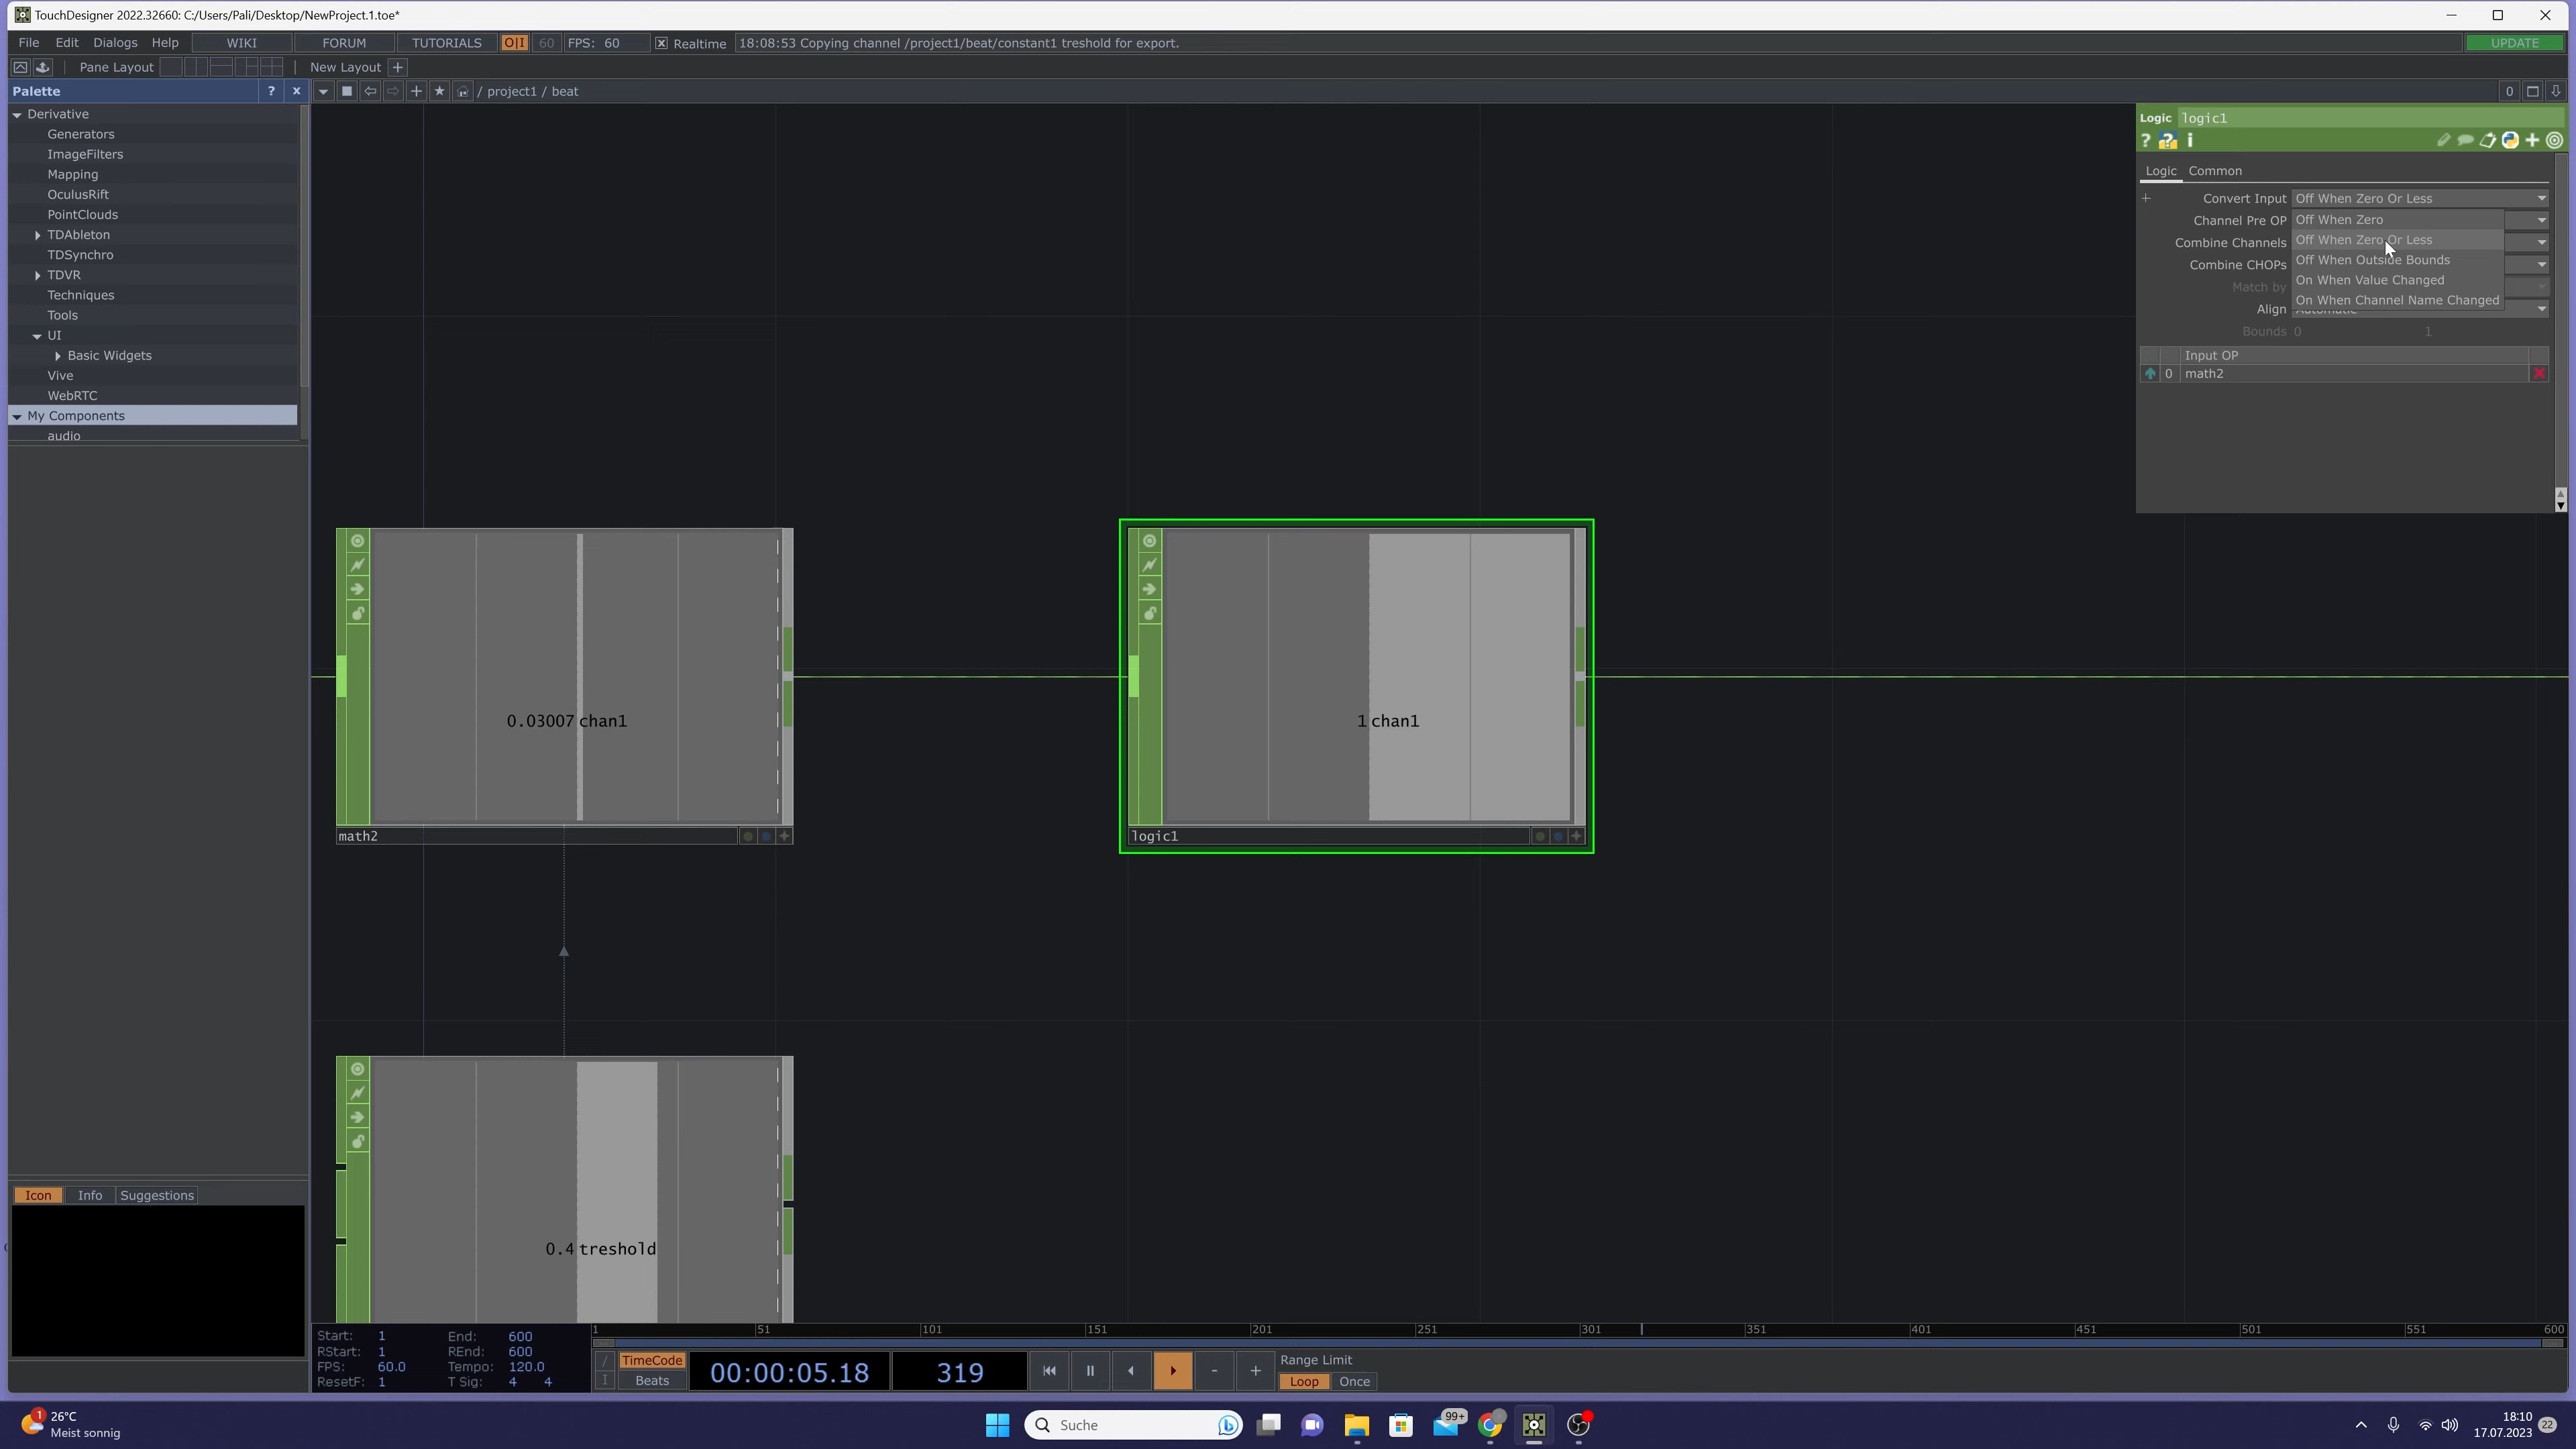 TouchDesigner 2022.32660: C:/Users/Pali/Desktop/NewProject.1.toe*
File Edit Dialogs Help WIKI FORUM TUTORIALS O|I 60 FPS: 60 Realtime 18:08:53 Copying channel /project1/beat/constant1 treshold for export. UPDATE
Pane Layout New Layout +
Palette ? x / project1 / beat 0
Derivative
Generators
ImageFilters
Mapping
OculusRift
PointClouds
TDAbleton
TDSynchro
TDVR
Techniques
Tools
UI
Basic Widgets
Vive
WebRTC
My Components
audio
Logic logic1
? ? i
Logic Common
+ Convert Input Off When Zero Or Less
Channel Pre OP Off When Zero
Combine Channels Off When Zero Or Less
Combine CHOPs Off When Outside Bounds
Match by On When Value Changed
On When Channel Name Changed
Align Automatic
Bounds 0 1
Input OP
0 math2
0.03007 chan1
math2
1 chan1
logic1
0.4 treshold
Icon Info Suggestions
Start: 1 End: 600
RStart: 1 REnd: 600
FPS: 60.0 Tempo: 120.0
ResetF: 1 T Sig: 4 4
1 51 101 151 201 251 301 351 401 451 501 551 600
/ I
TimeCode
Beats
00:00:05.18 319
- +
Range Limit
Loop Once
1
26°C
Meist sonnig
Suche
99+
18:10
17.07.2023
22